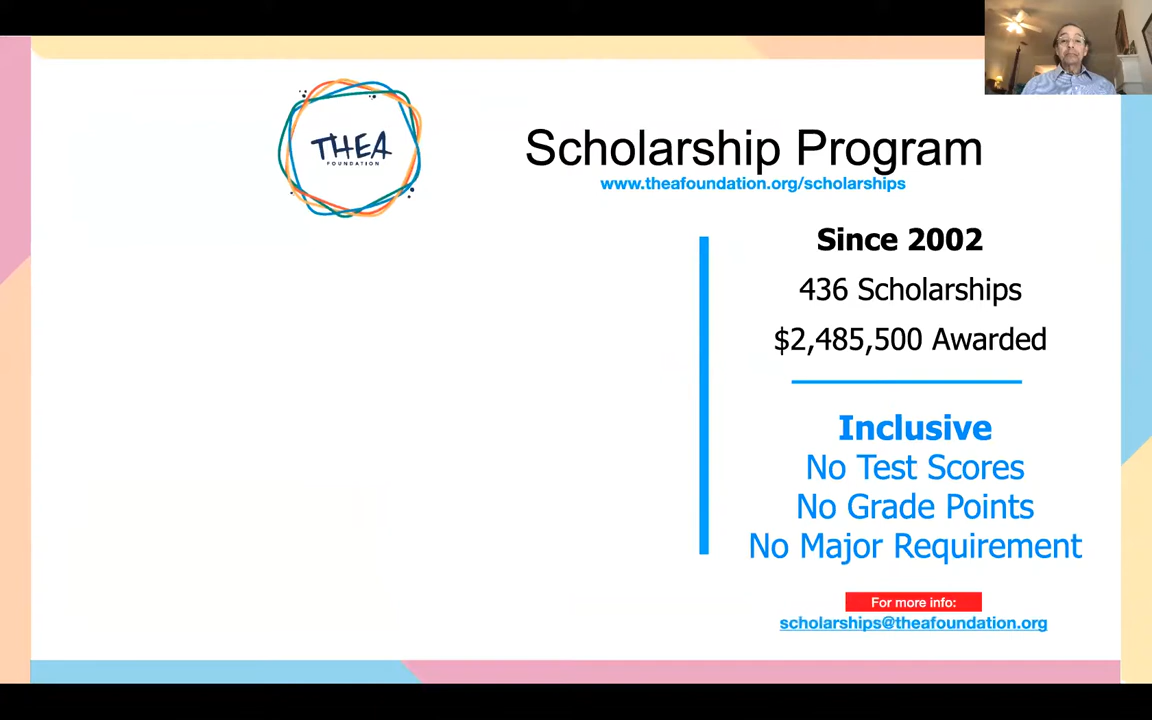 THEA
FOUNDATION
Scholarship Program
www.theafoundation.org/scholarships
Since 2002
436 Scholarships
$2,485,500 Awarded
Inclusive
No Test Scores
No Grade Points
No Major Requirement
For more info:
scholarships@theafoundation.org